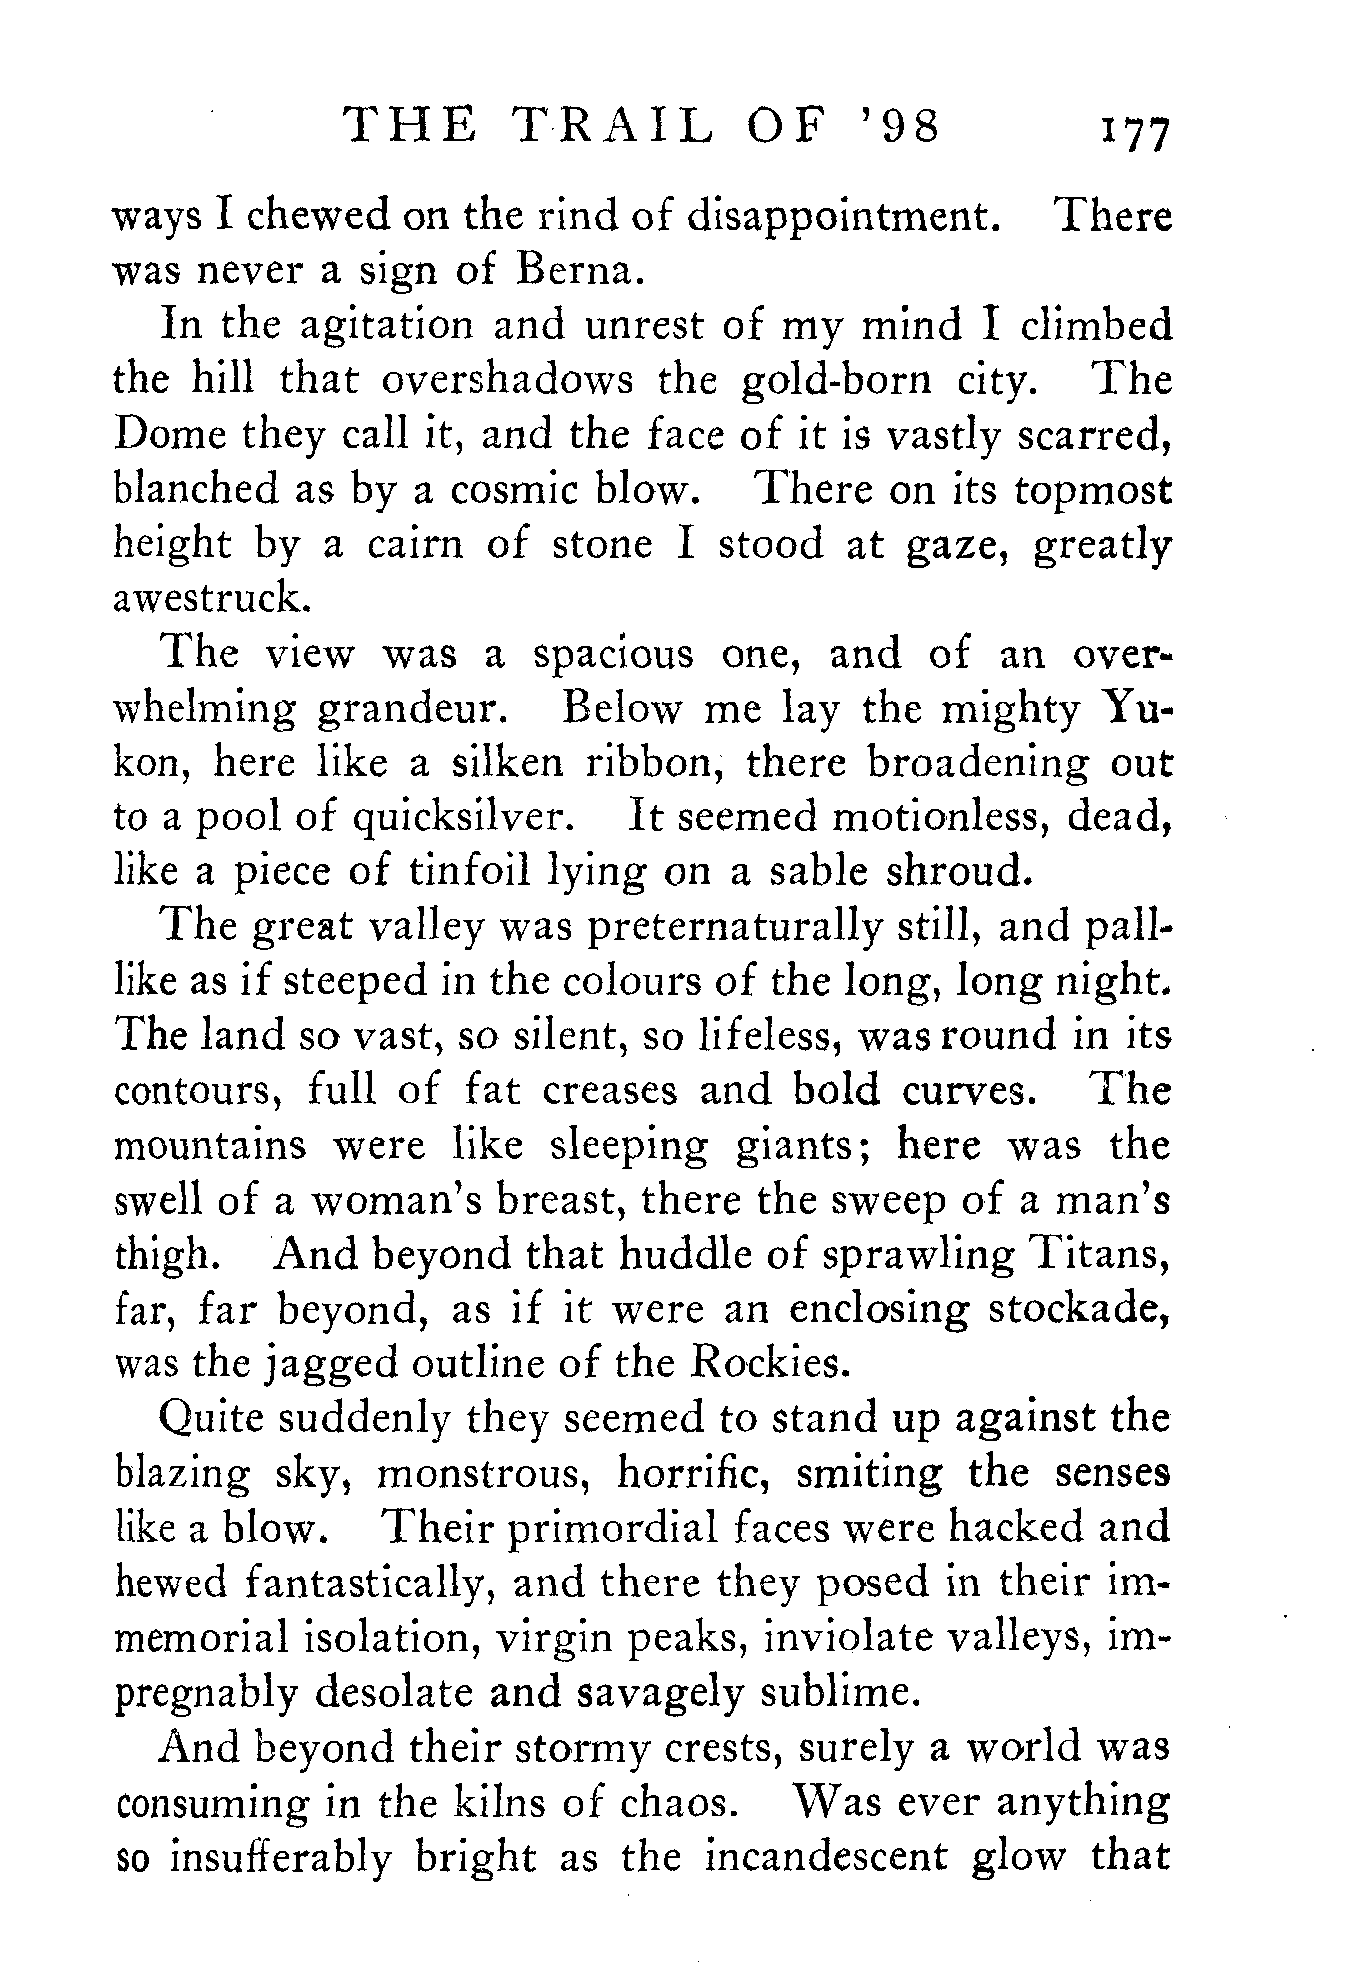 THE TRAIL OF '98 177
ways I chewed on the rind of disappointment. There
was never a sign of Berna.
In the agitation and unrest of my mind I climbed
the hill that overshadows the gold-born city. The
Dome they call it, and the face of it is vastly scarred,
blanched as by a cosmic blow. There on its topmost
height by a cairn of stone I stood at gaze, greatly
awestruck.
The view was a spacious one, and of an over-
whelming grandeur. Below me lay the mighty Yu-
kon, here like a silken ribbon, there broadening out
to a pool of quicksilver. It seemed motionless, dead,
like a piece of tinfoil lying on a sable shroud.
The great valley was preternaturally still, and pall-
like as if steeped in the colours of the long, long night.
The land so vast, so silent, so lifeless, was round in its
contours, full of fat creases and bold curves. The
mountains were like sleeping giants; here was the
swell of a woman's breast, there the sweep of a man's
thigh. And beyond that huddle of sprawling Titans,
far, far beyond, as if it were an enclosing stockade,
was the jagged outline of the Rockies.
Quite suddenly they seemed to stand up against the
blazing sky, monstrous, horrific, smiting the senses
like a blow. Their primordial faces were hacked and
hewed fantastically, and there they posed in their im-
memorial isolation, virgin peaks, inviolate valleys, im-
pregnably desolate and savagely sublime.
And beyond their stormy crests, surely a world was
consuming in the kilns of chaos. Was ever anything
so insufferably bright as the incandescent glow that